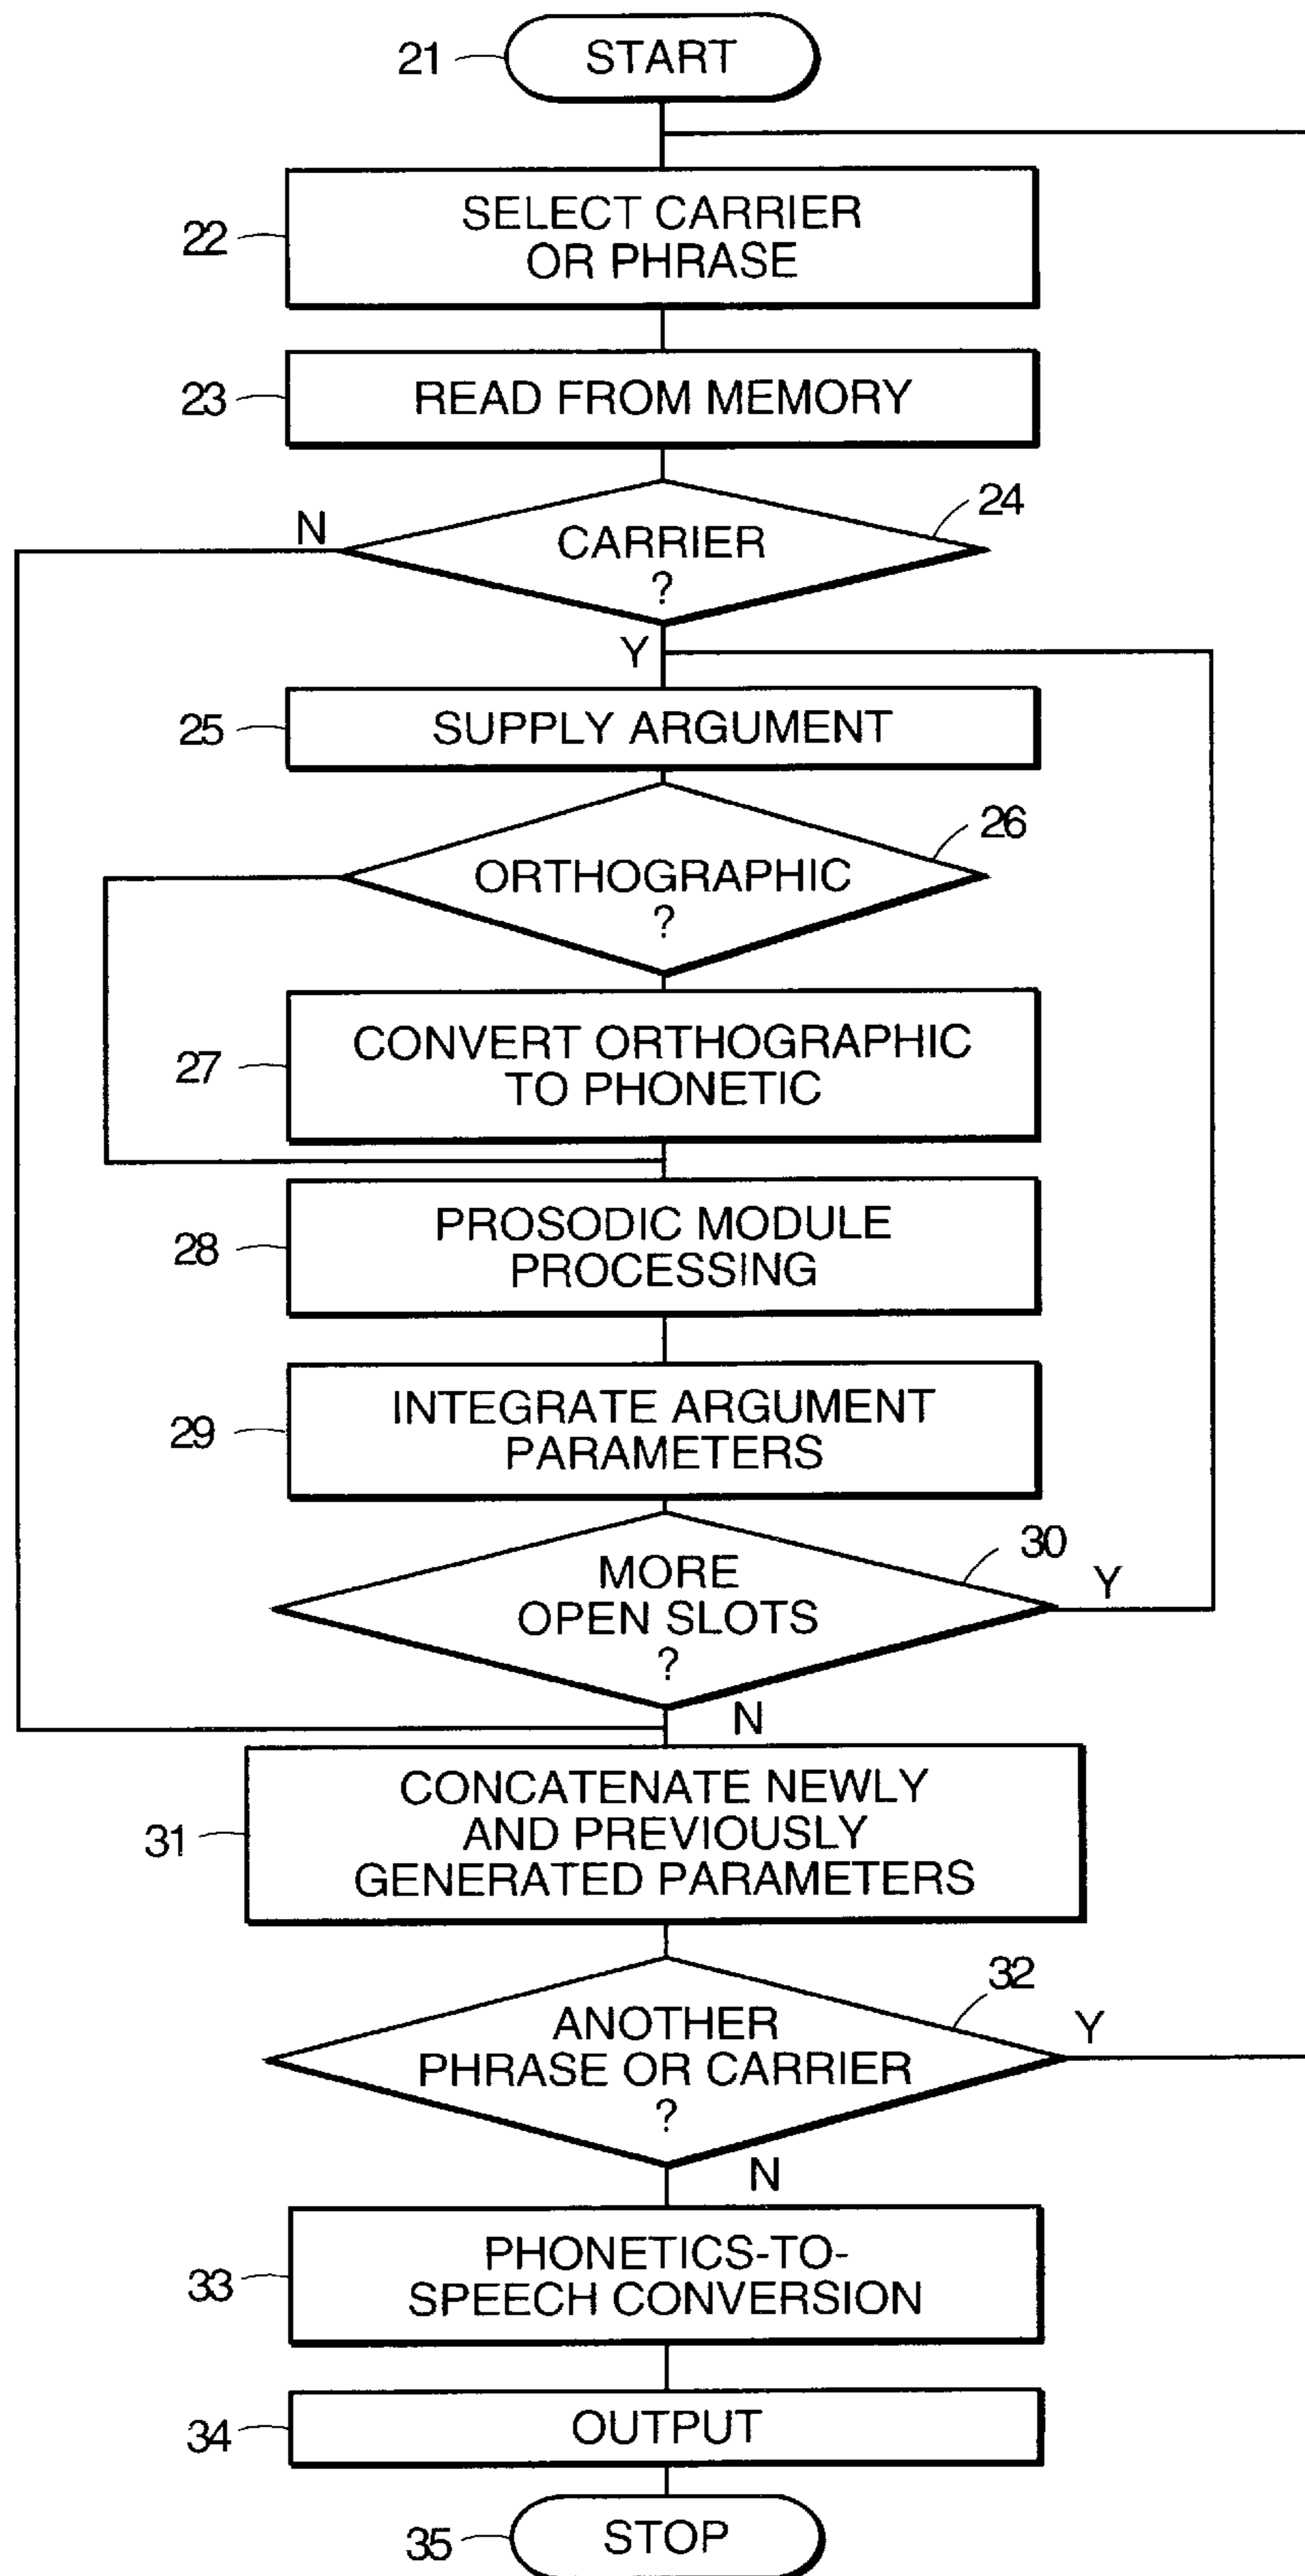 21 START
22 SELECT CARRIER
OR PHRASE
23 READ FROM MEMORY
24
N CARRIER
?
Y
25 SUPPLY ARGUMENT
26
ORTHOGRAPHIC
?
27 CONVERT ORTHOGRAPHIC
TO PHONETIC
28 PROSODIC MODULE
PROCESSING
29 INTEGRATE ARGUMENT
PARAMETERS
30
MORE Y
OPEN SLOTS
?
N
31 CONCATENATE NEWLY
AND PREVIOUSLY
GENERATED PARAMETERS
32
ANOTHER Y
PHRASE OR CARRIER
?
N
33 PHONETICS-TO-
SPEECH CONVERSION
34 OUTPUT
35 STOP